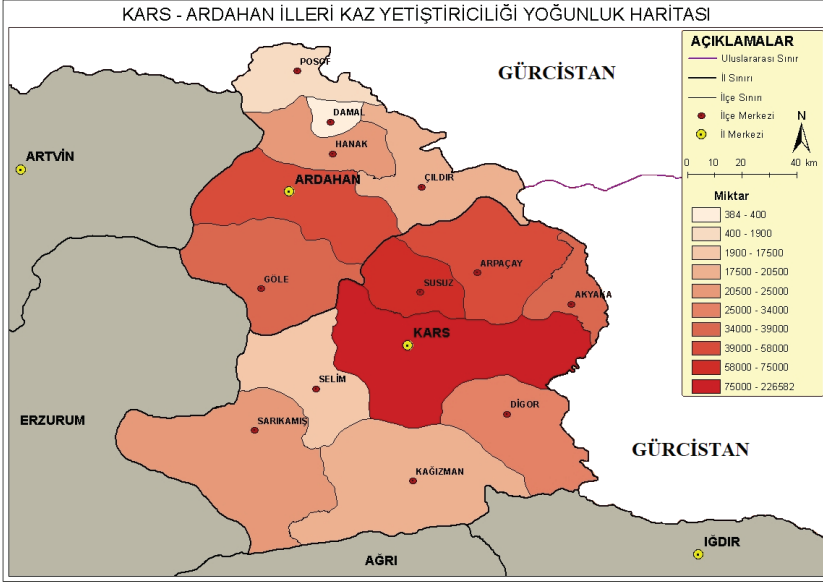 KARS - ARDAHAN İLLERİ KAZ YETİŞTİRİCİLİĞİ YOĞUNLUK HARİTASI
AÇIKLAMALAR
Uluslararası Sınır
İl Sınırı
İlçe Sınırı
İlçe Merkezi
İl Merkezi
N
0 10 20 40 km
Miktar
384 - 400
400 - 1900
1900 - 17500
17500 - 20500
20500 - 25000
25000 - 34000
34000 - 39000
39000 - 58000
58000 - 75000
75000 - 226582
POSOF
GÜRCİSTAN
DAMAL
HANAK
ARTVİN
ARDAHAN
ÇILDIR
GÖLE
SUSUZ
ARPAÇAY
AKYAKA
KARS
SELİM
ERZURUM
SARIKAMIŞ
DİGOR
GÜRCİSTAN
KAĞIZMAN
AĞRI
IĞDIR